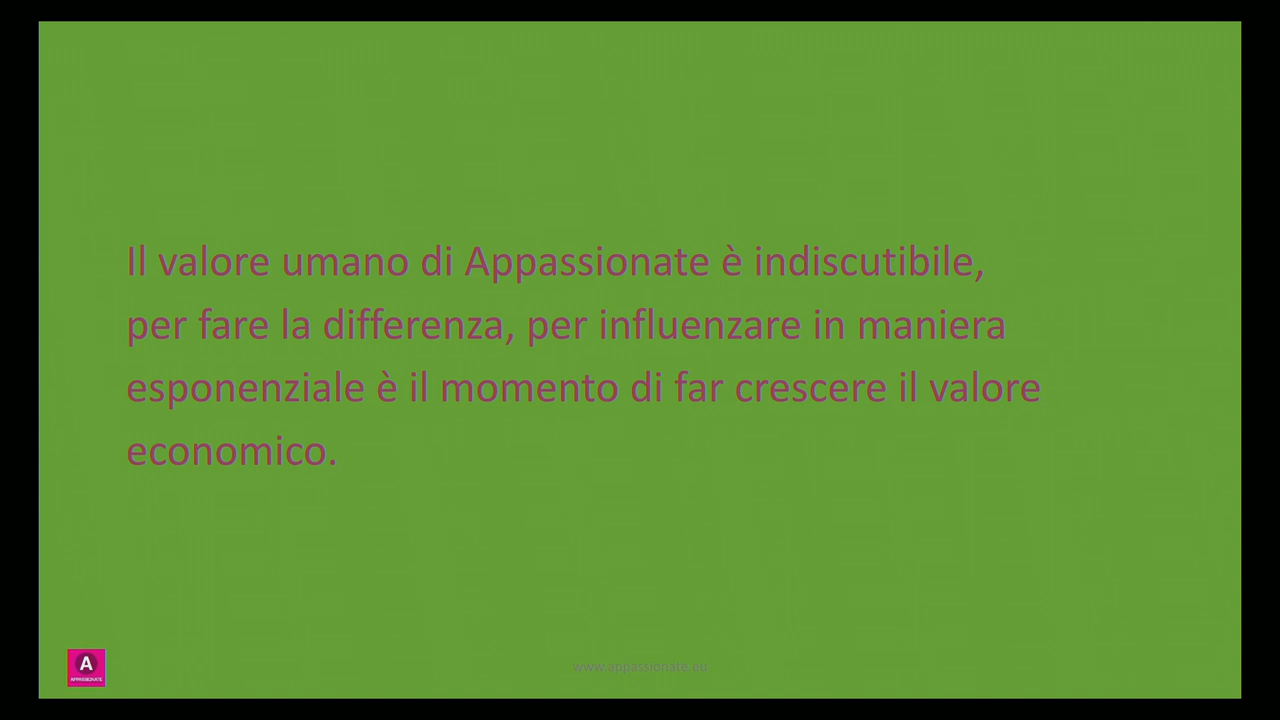 Il valore umano di Appassionate è indiscutibile,
per fare la differenza, per influenzare in maniera
esponenziale è il momento di far crescere il valore
economico.
A
APPASSIONATE
www.appassionate.eu